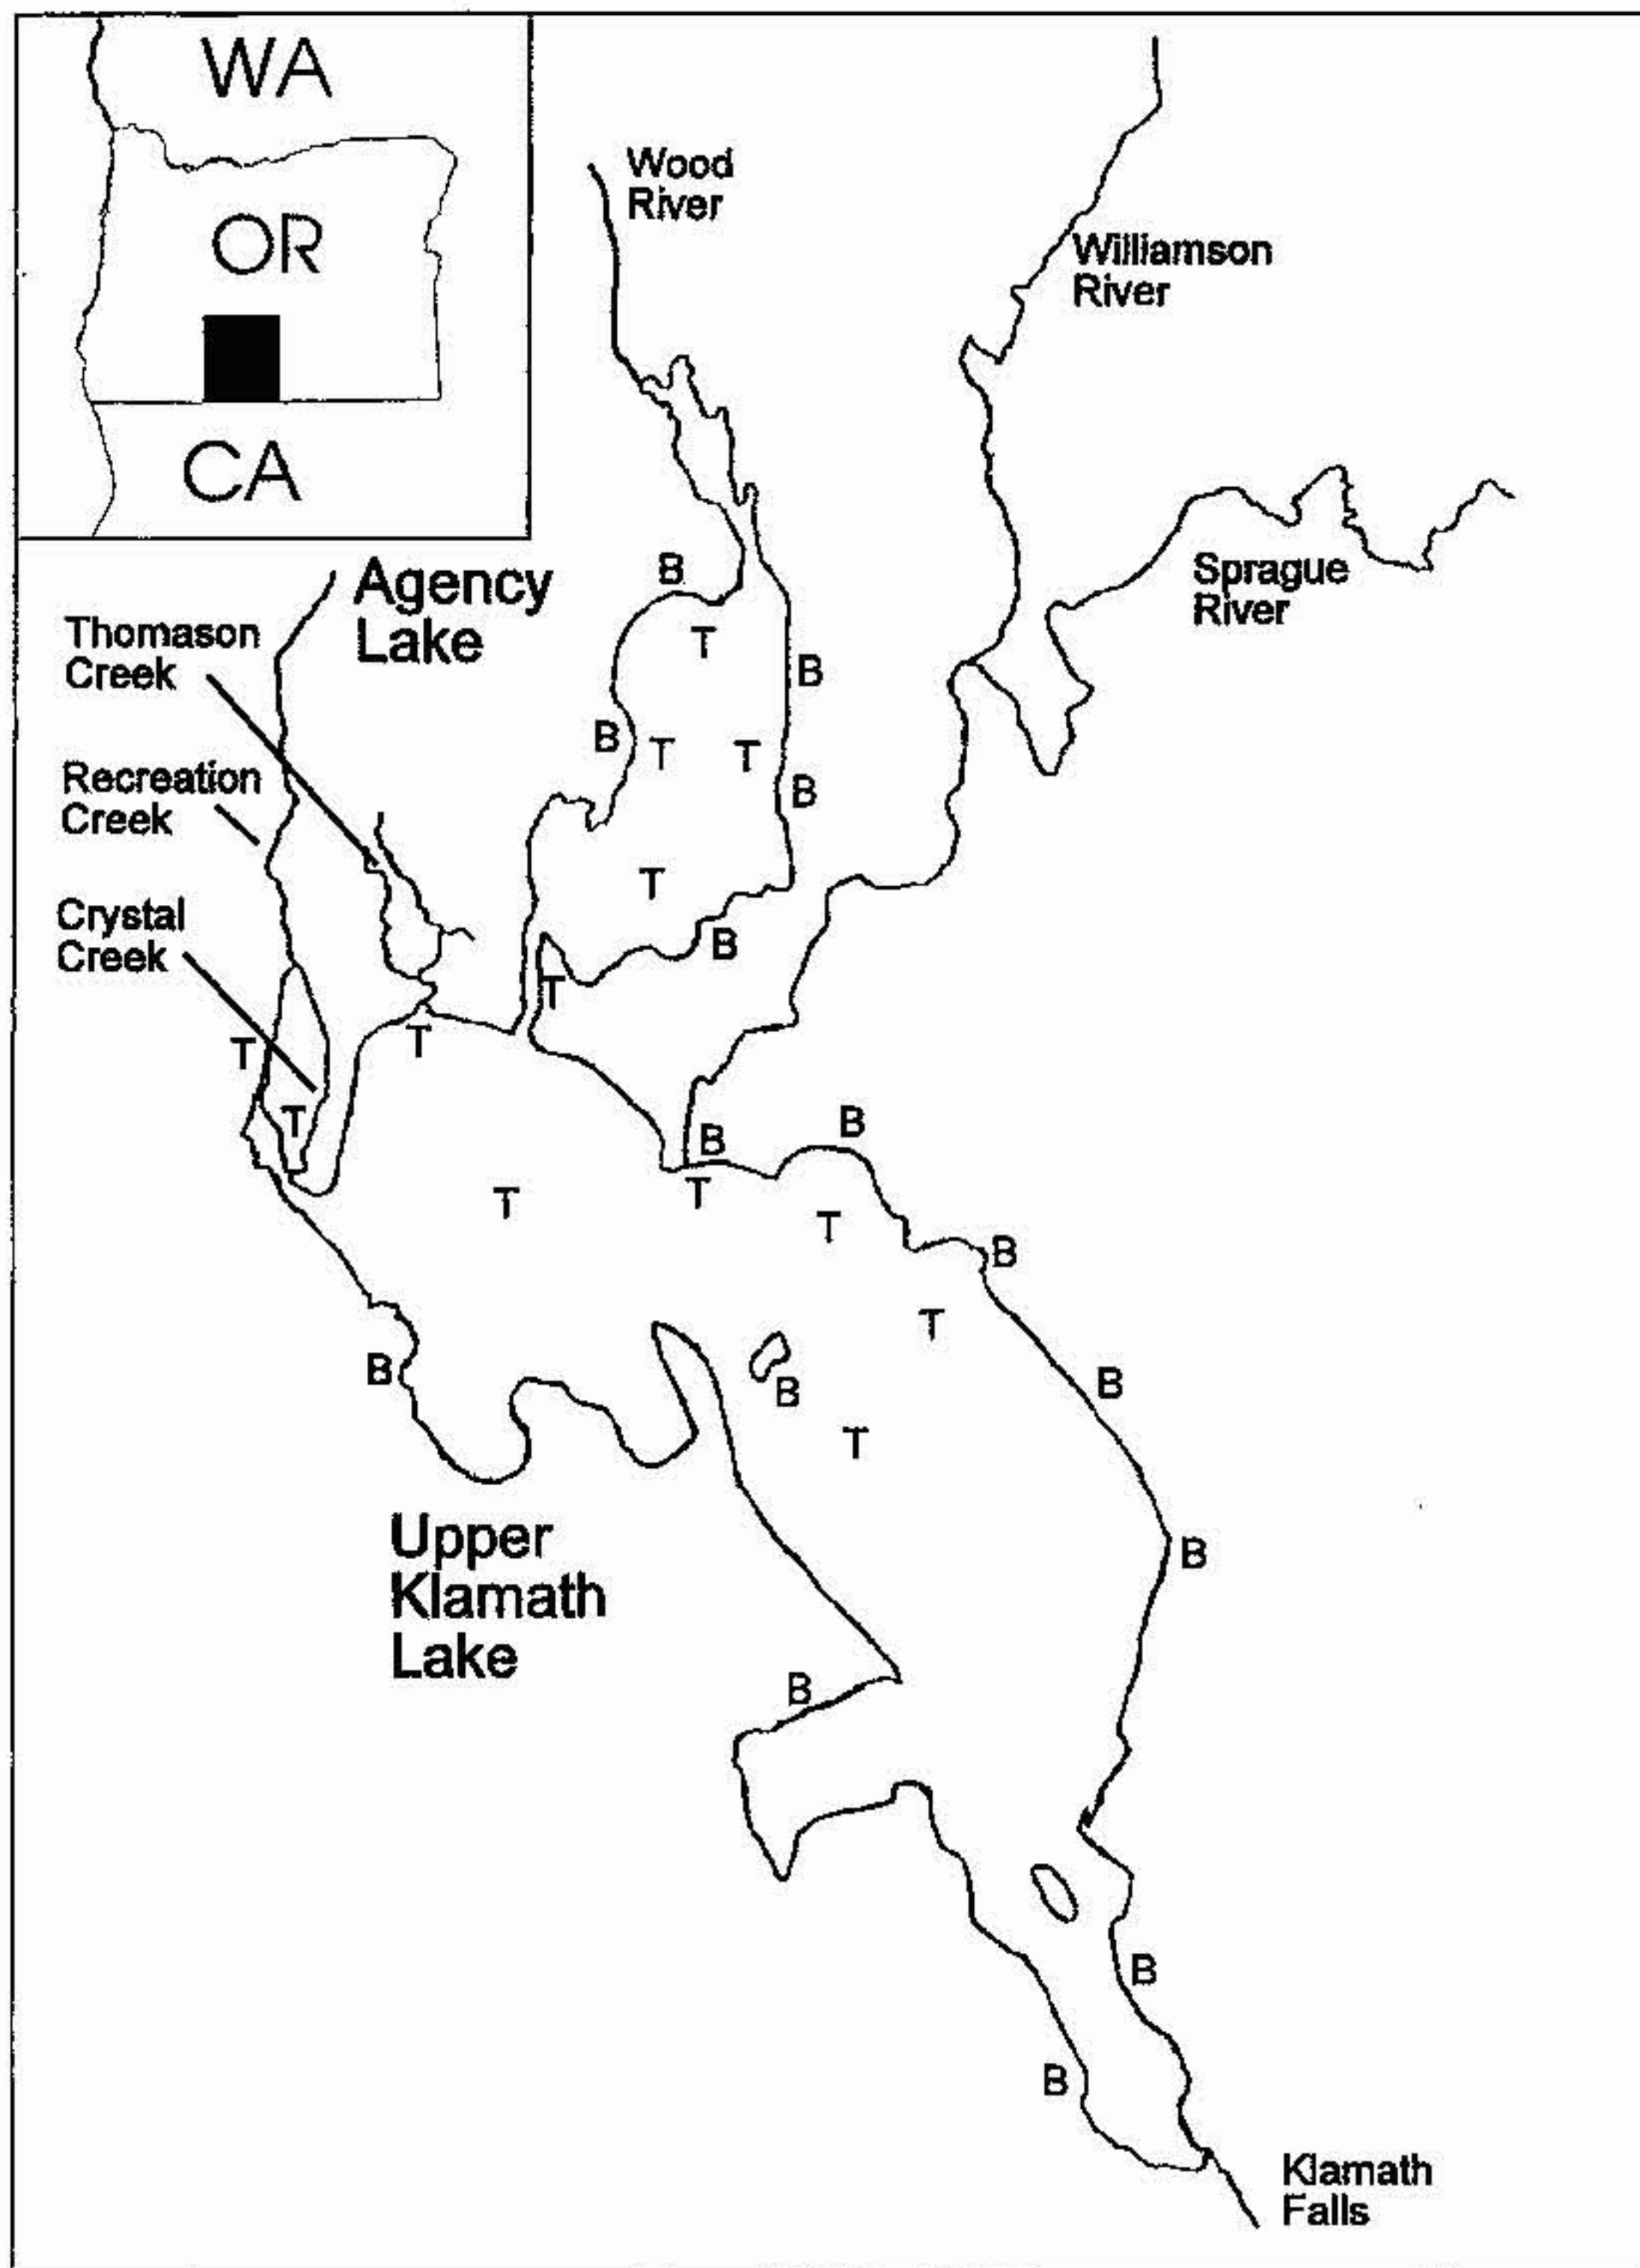 WA
OR
CA
Wood
River
Williamson
River
Sprague
River
Agency
Lake
Thomason
Creek
Recreation
Creek
Crystal
Creek
B
T
B
B
T
T
B
T
B
T
T
T
T
B
B
T
T
T
B
T
B
B
B
T
B
B
Upper
Klamath
Lake
B
B
B
Klamath
Falls